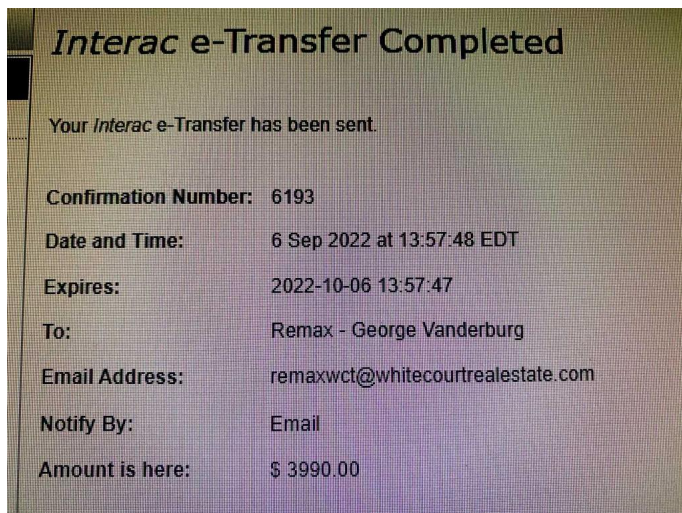 Interac e-Transfer Completed
Your Interac e-Transfer has been sent.
Confirmation Number: 6193
Date and Time: 6 Sep 2022 at 13:57:48 EDT
Expires: 2022-10-06 13:57:47
To: Remax - George Vanderburg
Email Address: remaxwct@whitecourtrealestate.com
Notify By: Email
Amount is here: $ 3990.00